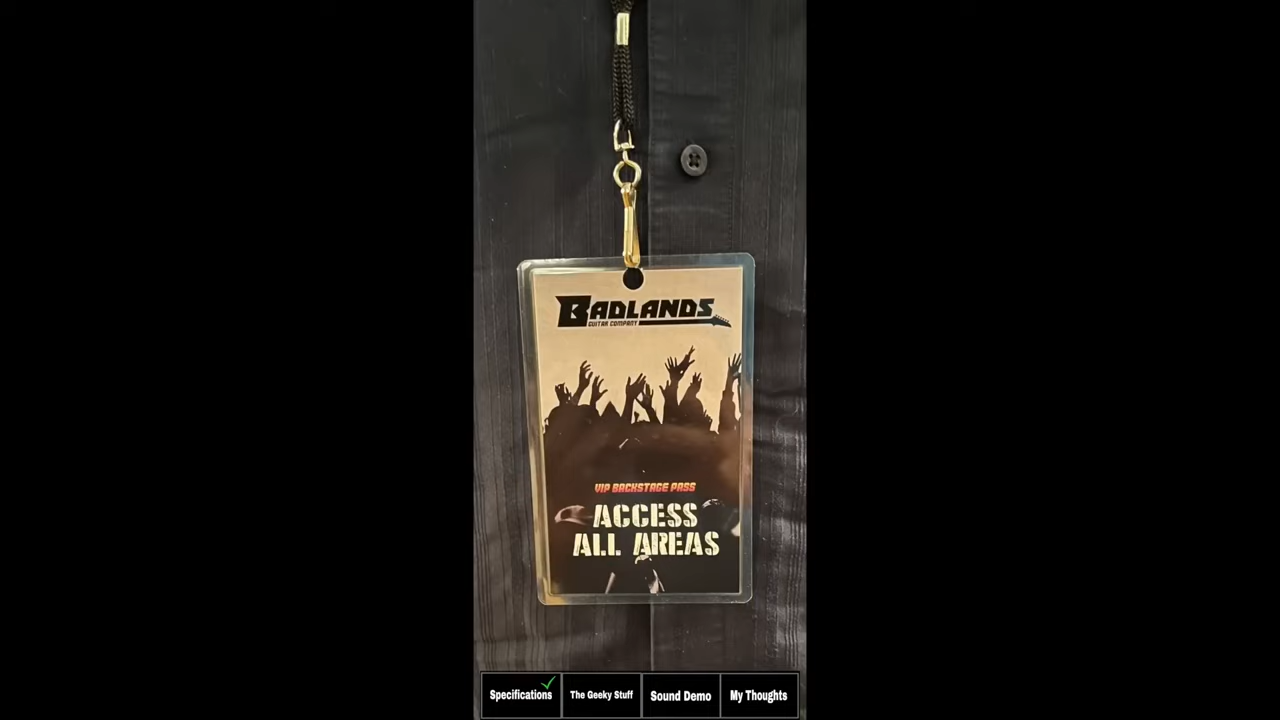 BADLANDS
GUITAR COMPANY
VIP BACKSTAGE PASS
ACCESS
ALL AREAS
Specifications
The Geeky Stuff
Sound Demo
My Thoughts